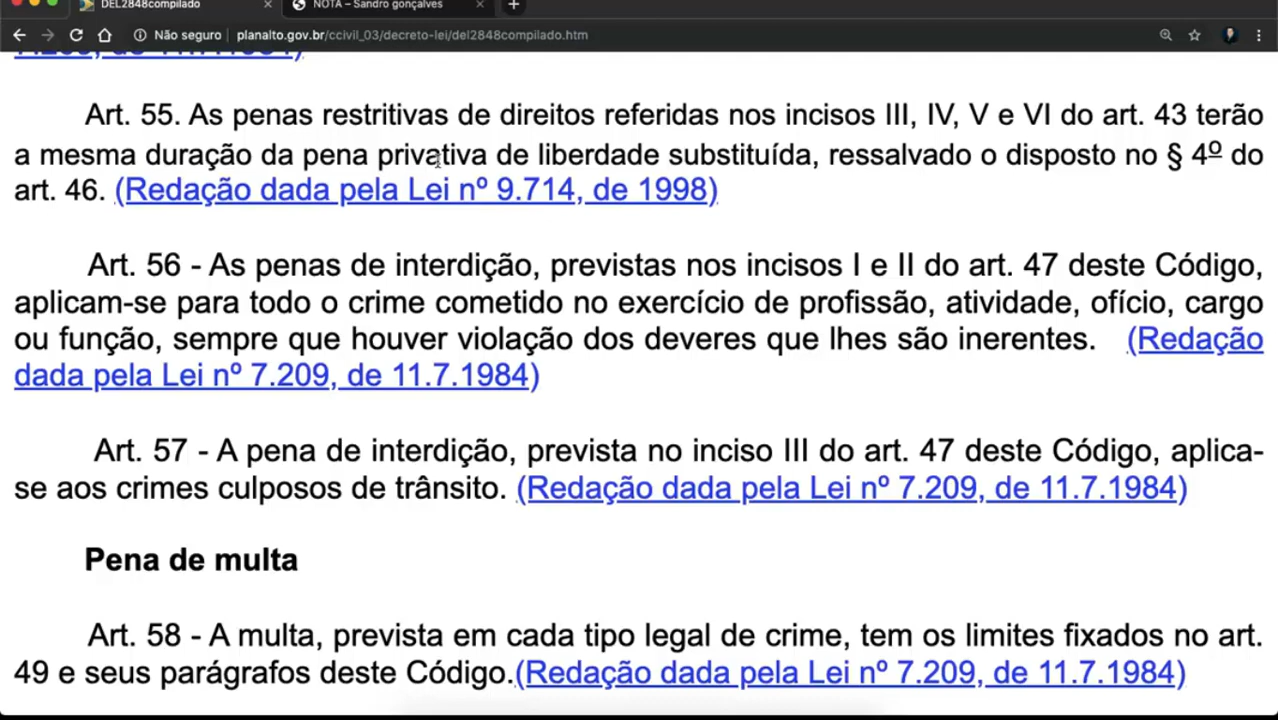 DEL2848compilado
NOTA – Sandro gonçalves
Não seguro
planalto.gov.br/ccivil_03/decreto-lei/del2848compilado.htm
Art. 55. As penas restritivas de direitos referidas nos incisos III, IV, V e VI do art. 43 terão
a mesma duração da pena privativa de liberdade substituída, ressalvado o disposto no § 4º do
art. 46. (Redação dada pela Lei nº 9.714, de 1998)
Art. 56 - As penas de interdição, previstas nos incisos I e II do art. 47 deste Código,
aplicam-se para todo o crime cometido no exercício de profissão, atividade, ofício, cargo
ou função, sempre que houver violação dos deveres que lhes são inerentes. (Redação
dada pela Lei nº 7.209, de 11.7.1984)
Art. 57 - A pena de interdição, prevista no inciso III do art. 47 deste Código, aplica-
se aos crimes culposos de trânsito. (Redação dada pela Lei nº 7.209, de 11.7.1984)
Pena de multa
Art. 58 - A multa, prevista em cada tipo legal de crime, tem os limites fixados no art.
49 e seus parágrafos deste Código.(Redação dada pela Lei nº 7.209, de 11.7.1984)